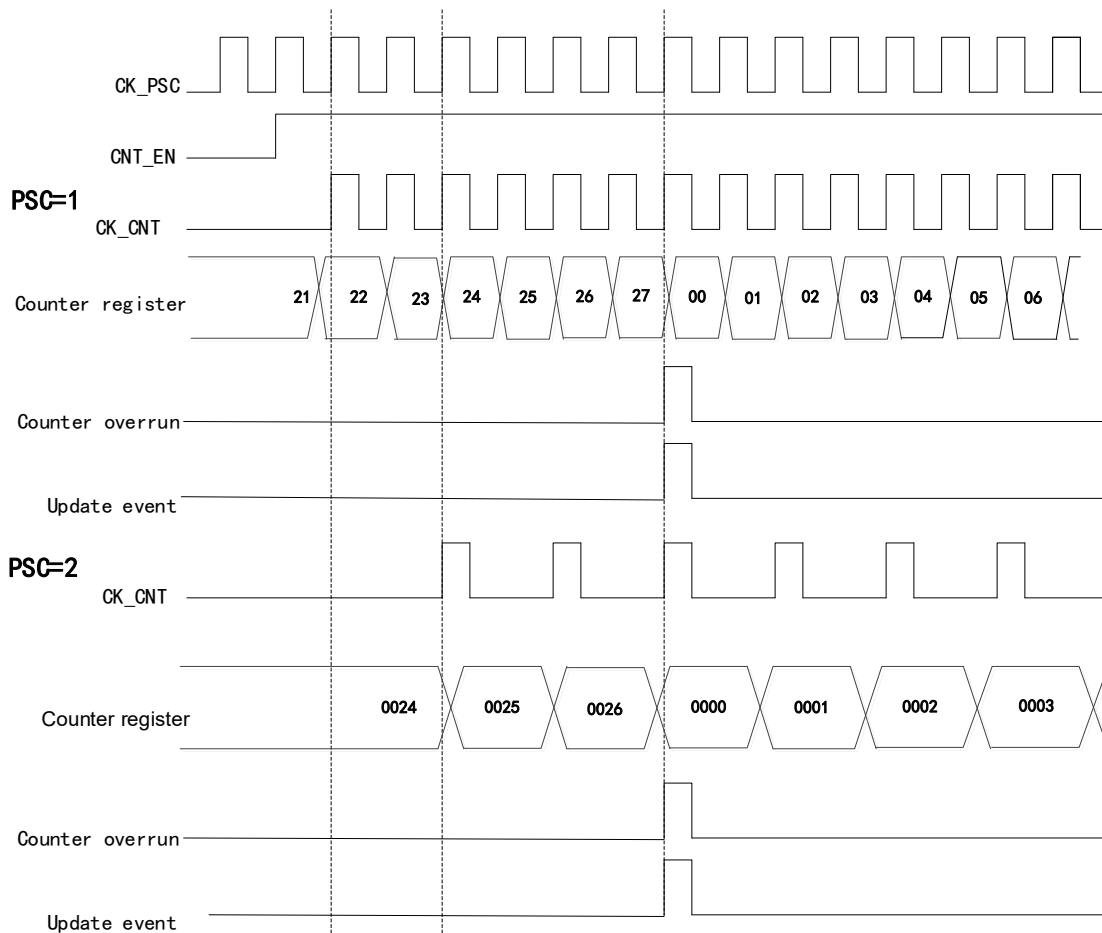 CK_PSC
CNT_EN
PSC=1
CK_CNT
Counter register 21 22 23 24 25 26 27 00 01 02 03 04 05 06
Counter overrun
Update event
PSC=2
CK_CNT
Counter register 0024 0025 0026 0000 0001 0002 0003
Counter overrun
Update event